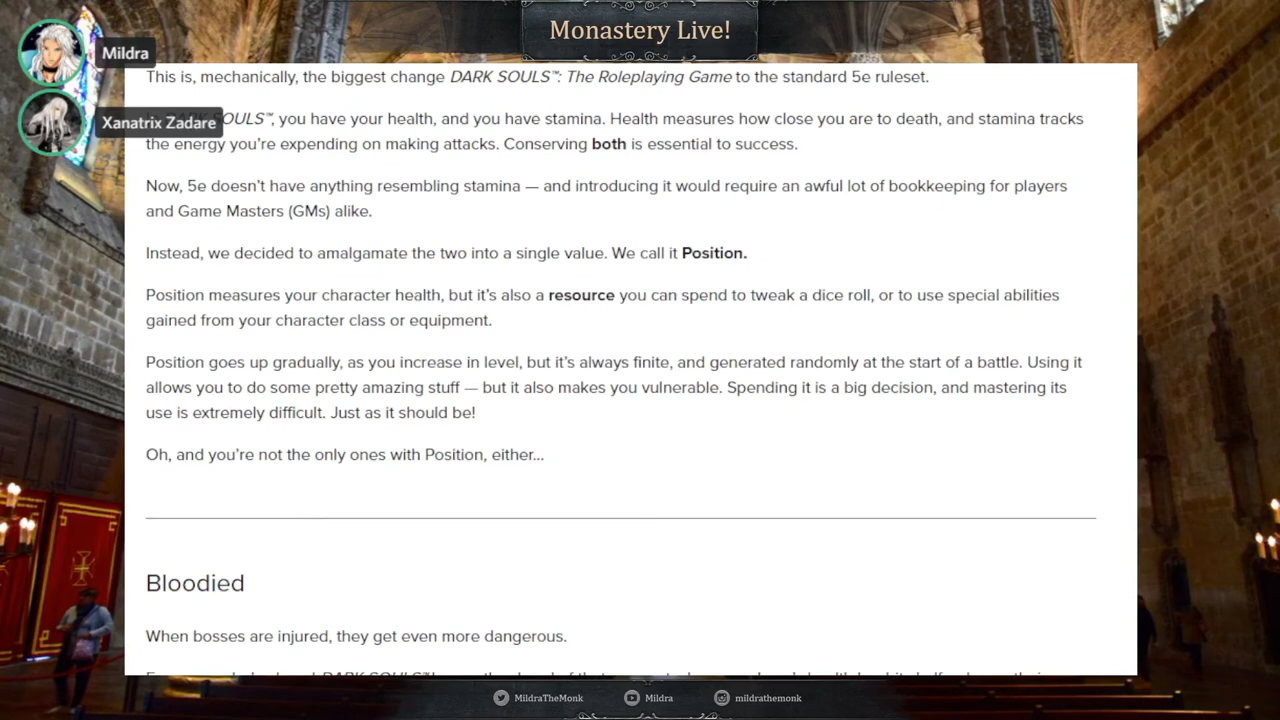 Monastery Live!
Mildra
Xanatrix Zadare
This is, mechanically, the biggest change DARK SOULS™: The Roleplaying Game to the standard 5e ruleset.
SOULS™, you have your health, and you have stamina. Health measures how close you are to death, and stamina tracks
the energy you're expending on making attacks. Conserving both is essential to success.
Now, 5e doesn't have anything resembling stamina — and introducing it would require an awful lot of bookkeeping for players
and Game Masters (GMs) alike.
Instead, we decided to amalgamate the two into a single value. We call it Position.
Position measures your character health, but it's also a resource you can spend to tweak a dice roll, or to use special abilities
gained from your character class or equipment.
Position goes up gradually, as you increase in level, but it's always finite, and generated randomly at the start of a battle. Using it
allows you to do some pretty amazing stuff — but it also makes you vulnerable. Spending it is a big decision, and mastering its
use is extremely difficult. Just as it should be!
Oh, and you're not the only ones with Position, either...
Bloodied
When bosses are injured, they get even more dangerous.
DARK SOULS™
MildraTheMonk
Mildra
mildrathemonk